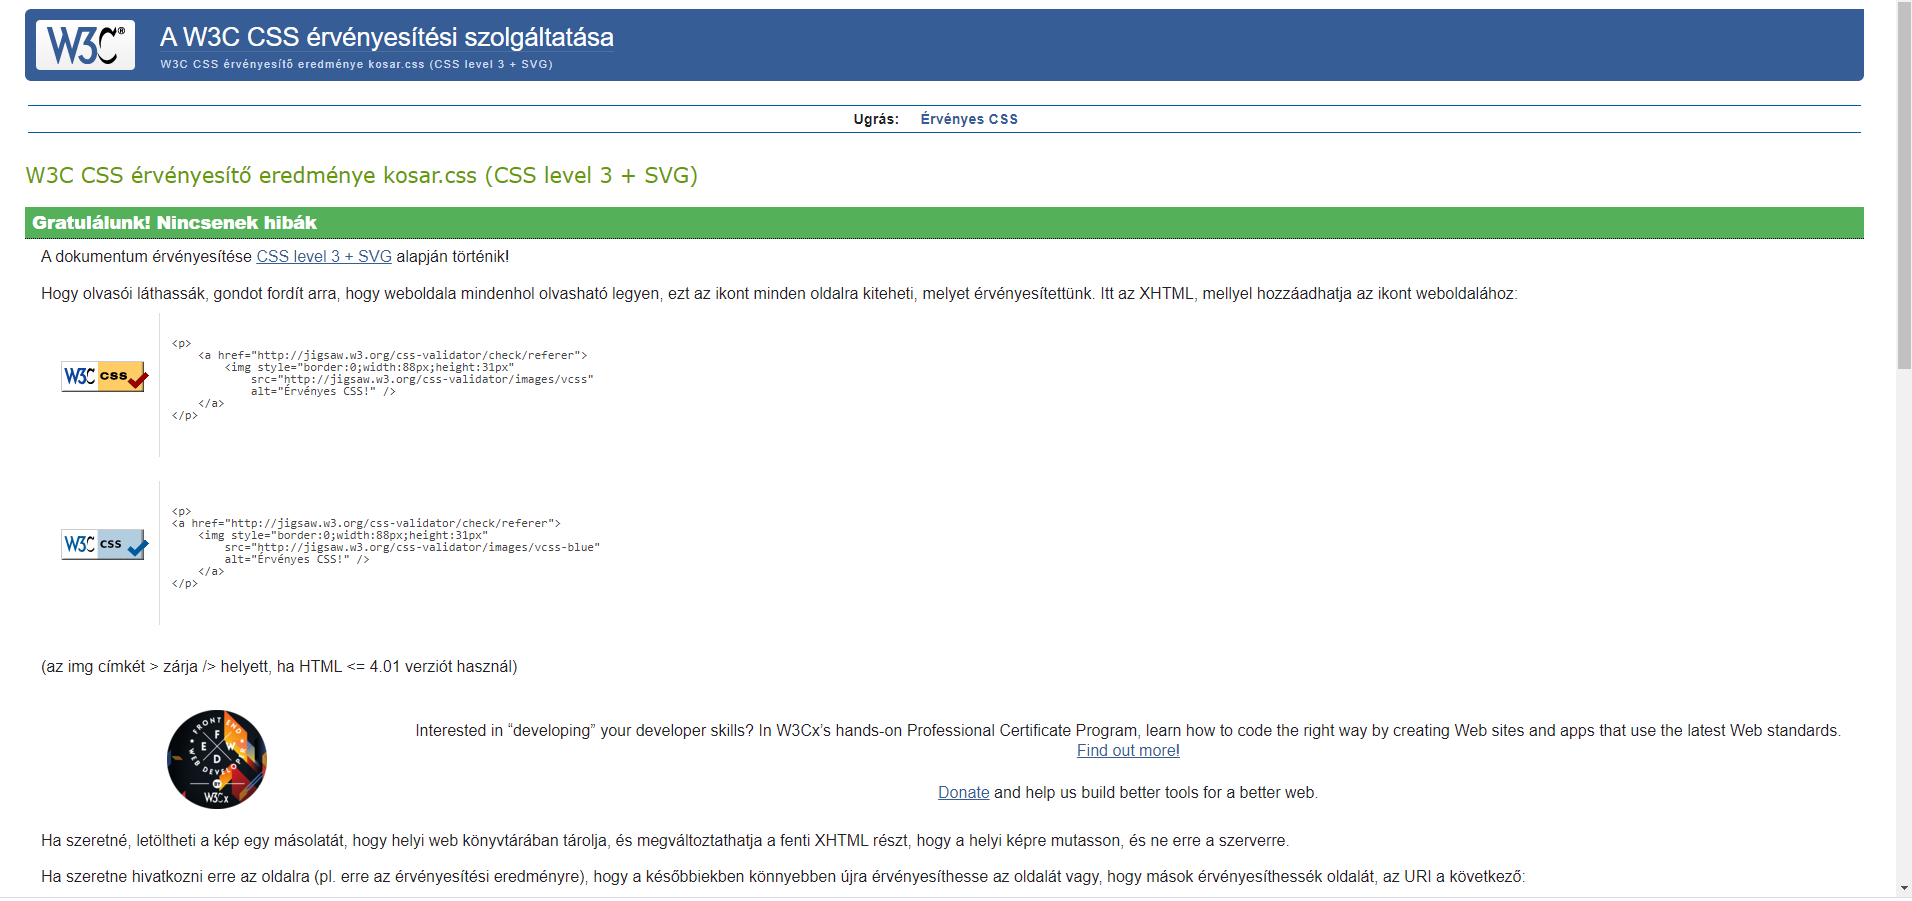 W3C®
A W3C CSS érvényesítési szolgáltatása
W3C CSS érvényesítő eredménye kosar.css (CSS level 3 + SVG)
Ugrás: Érvényes CSS
W3C CSS érvényesítő eredménye kosar.css (CSS level 3 + SVG)
Gratulálunk! Nincsenek hibák
A dokumentum érvényesítése CSS level 3 + SVG alapján történik!
Hogy olvasói láthassák, gondot fordít arra, hogy weboldala mindenhol olvasható legyen, ezt az ikont minden oldalra kiteheti, melyet érvényesítettünk. Itt az XHTML, mellyel hozzáadhatja az ikont weboldalához:
W3C css
<p>
<a href="http://jigsaw.w3.org/css-validator/check/referer">
<img style="border:0;width:88px;height:31px"
src="http://jigsaw.w3.org/css-validator/images/vcss"
alt="Érvényes CSS!" />
</a>
</p>
W3C css
<p>
<a href="http://jigsaw.w3.org/css-validator/check/referer">
<img style="border:0;width:88px;height:31px"
src="http://jigsaw.w3.org/css-validator/images/vcss-blue"
alt="Érvényes CSS!" />
</a>
</p>
(az img címkét > zárja /> helyett, ha HTML <= 4.01 verziót használ)
FRONT END
F E W D
WEB DEVELOPER
BY
W3Cx
Interested in “developing” your developer skills? In W3Cx’s hands-on Professional Certificate Program, learn how to code the right way by creating Web sites and apps that use the latest Web standards.
Find out more!
Donate and help us build better tools for a better web.
Ha szeretné, letöltheti a kép egy másolatát, hogy helyi web könyvtárában tárolja, és megváltoztathatja a fenti XHTML részt, hogy a helyi képre mutasson, és ne erre a szerverre.
Ha szeretne hivatkozni erre az oldalra (pl. erre az érvényesítési eredményre), hogy a későbbiekben könnyebben újra érvényesíthesse az oldalát vagy, hogy mások érvényesíthessék oldalát, az URI a következő: